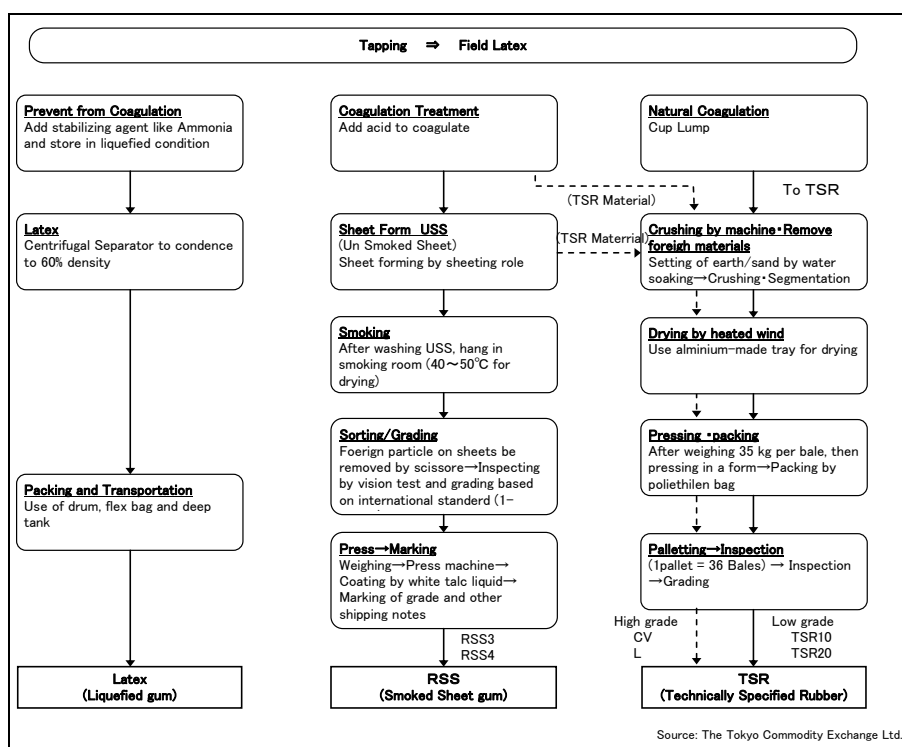 Tapping ⇒ Field Latex
Prevent from Coagulation
Add stabilizing agent like Ammonia
and store in liquefied condition
Latex
Centrifugal Separator to condence
to 60% density
Packing and Transportation
Use of drum, flex bag and deep
tank
Latex
(Liquefied gum)
Coagulation Treatment
Add acid to coagulate
(TSR Material)
Sheet Form USS
(Un Smoked Sheet)
Sheet forming by sheeting role
(TSR Materrial)
Smoking
After washing USS, hang in
smoking room (40～50℃ for
drying)
Sorting/Grading
Foerign particle on sheets be
removed by scissore→Inspecting
by vision test and grading based
on international standerd (1-
Press→Marking
Weighing→Press machine→
Coating by white talc liquid→
Marking of grade and other
shipping notes
RSS3
RSS4
RSS
(Smoked Sheet gum)
Natural Coagulation
Cup Lump
To TSR
Crushing by machine・Remove
foreigh materials
Setting of earth/sand by water
soaking→Crushing・Segmentation
Drying by heated wind
Use alminium-made tray for drying
Pressing ・packing
After weighing 35 kg per bale, then
pressing in a form→Packing by
poliethilen bag
Palletting→Inspection
(1pallet = 36 Bales) → Inspection
→Grading
High grade
CV
L
Low grade
TSR10
TSR20
TSR
(Technically Specified Rubber)
Source: The Tokyo Commodity Exchange Ltd.